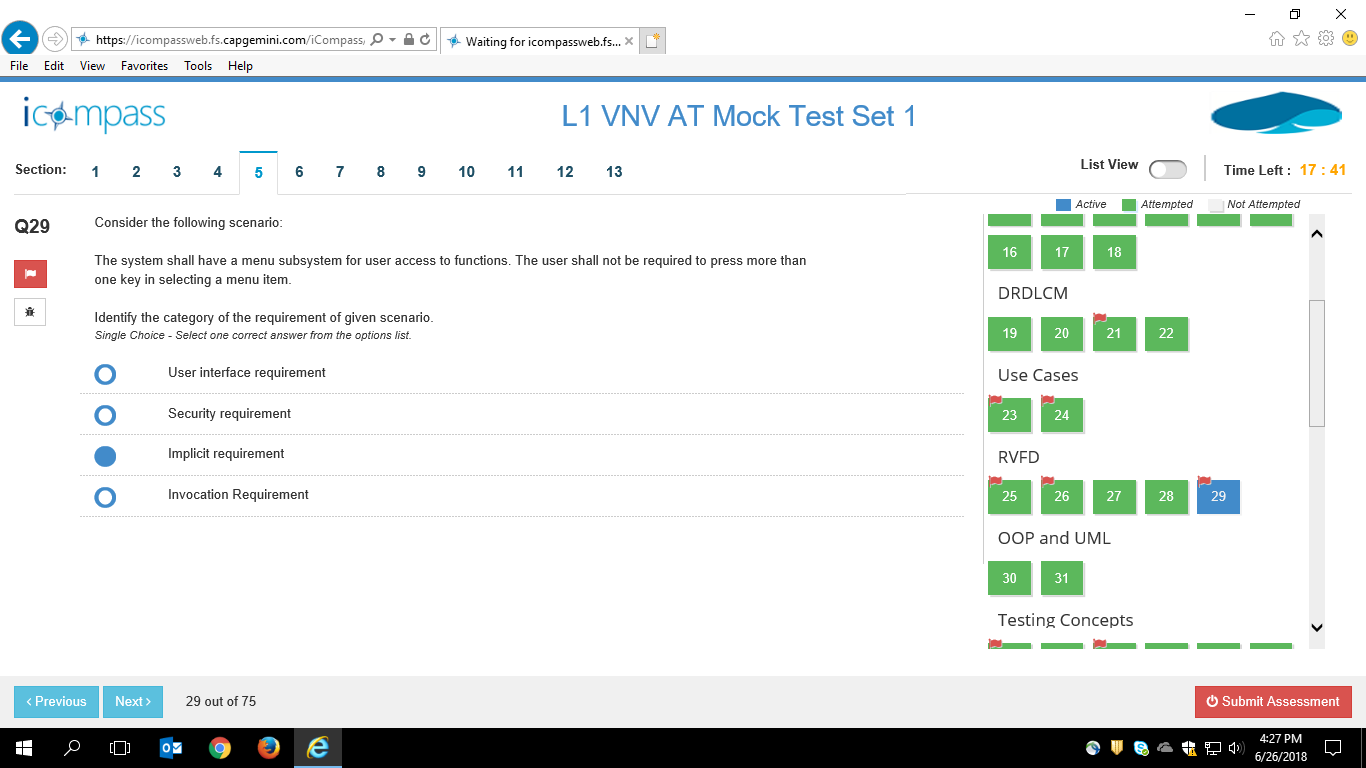 https://icompassweb.fs.capgemini.com/iCompass/
Waiting for icompassweb.fs...
File Edit View Favorites Tools Help
icompass
L1 VNV AT Mock Test Set 1
Section: 1 2 3 4 5 6 7 8 9 10 11 12 13
List View
Time Left : 17 : 41
Active Attempted Not Attempted
Q29
Consider the following scenario:
The system shall have a menu subsystem for user access to functions. The user shall not be required to press more than
one key in selecting a menu item.
Identify the category of the requirement of given scenario.
Single Choice - Select one correct answer from the options list.
User interface requirement
Security requirement
Implicit requirement
Invocation Requirement
16 17 18
DRDLCM
19 20 21 22
Use Cases
23 24
RVFD
25 26 27 28 29
OOP and UML
30 31
Testing Concepts
< Previous
Next >
29 out of 75
Submit Assessment
4:27 PM
6/26/2018